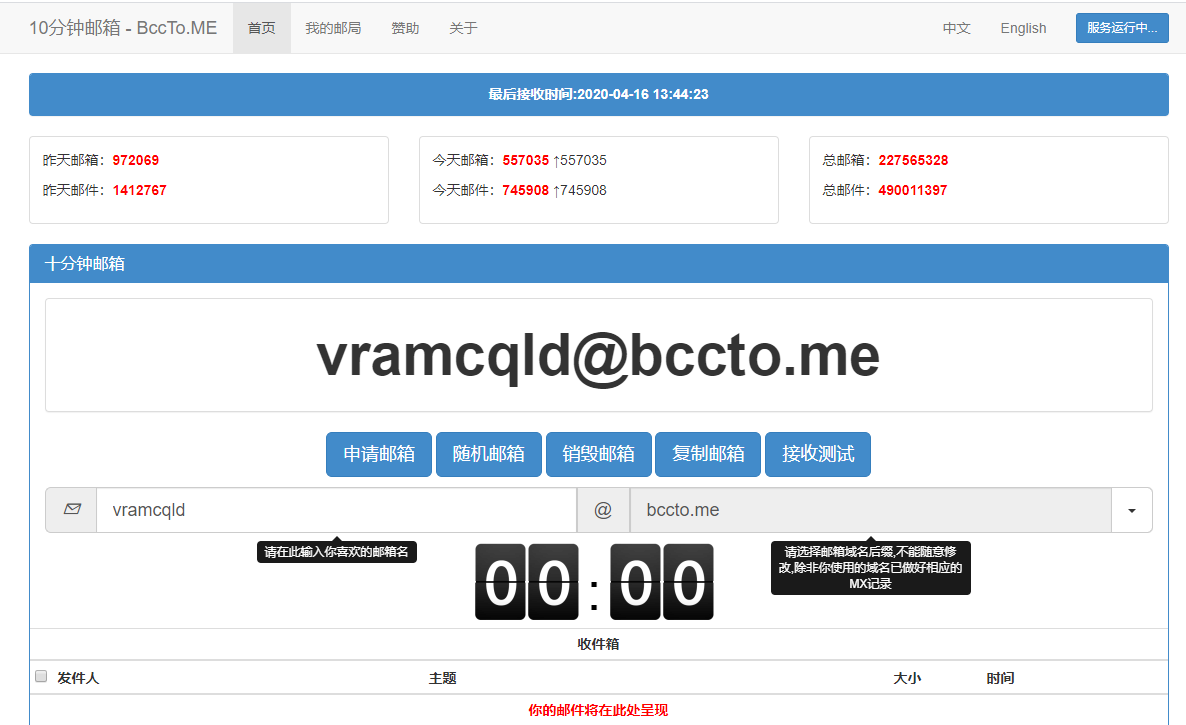 10分钟邮箱 - BccTo.ME 首页 我的邮局 赞助 关于 中文 English 服务运行中...
最后接收时间:2020-04-16 13:44:23
昨天邮箱：972069 今天邮箱：557035 ↑557035 总邮箱：227565328
昨天邮件：1412767 今天邮件：745908 ↑745908 总邮件：490011397
十分钟邮箱
vramcqld@bccto.me
申请邮箱 随机邮箱 销毁邮箱 复制邮箱 接收测试
vramcqld @ bccto.me
请在此输入你喜欢的邮箱名
请选择邮箱域名后缀,不能随意修
改,除非你使用的域名已做好相应的
MX记录
00:00
收件箱
发件人 主题 大小 时间
你的邮件将在此处呈现